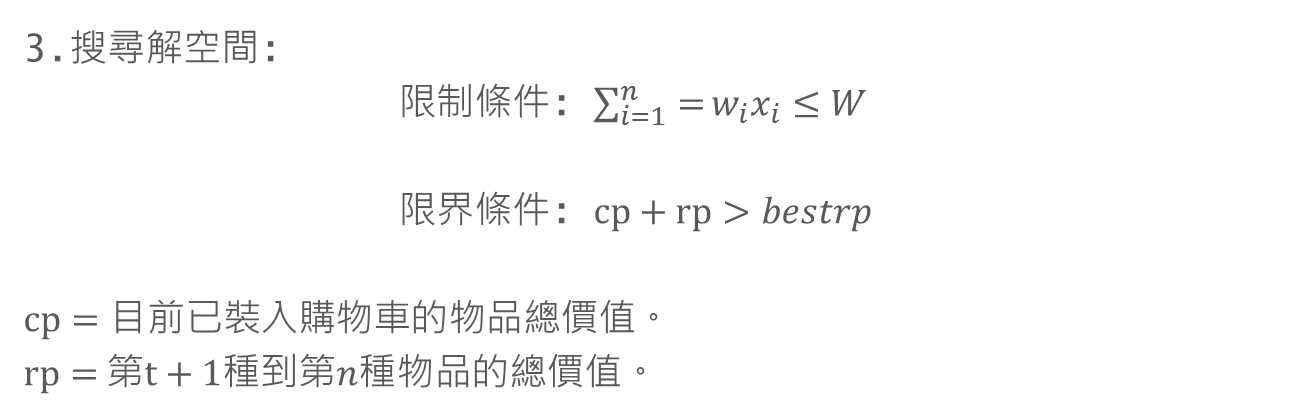 3.搜尋解空間:
限制條件: ∑ⁿᵢ₌₁ = wᵢxᵢ ≤ W
限界條件: cp + rp > bestrp
cp = 目前已裝入購物車的物品總價值。
rp = 第t + 1種到第n種物品的總價值。